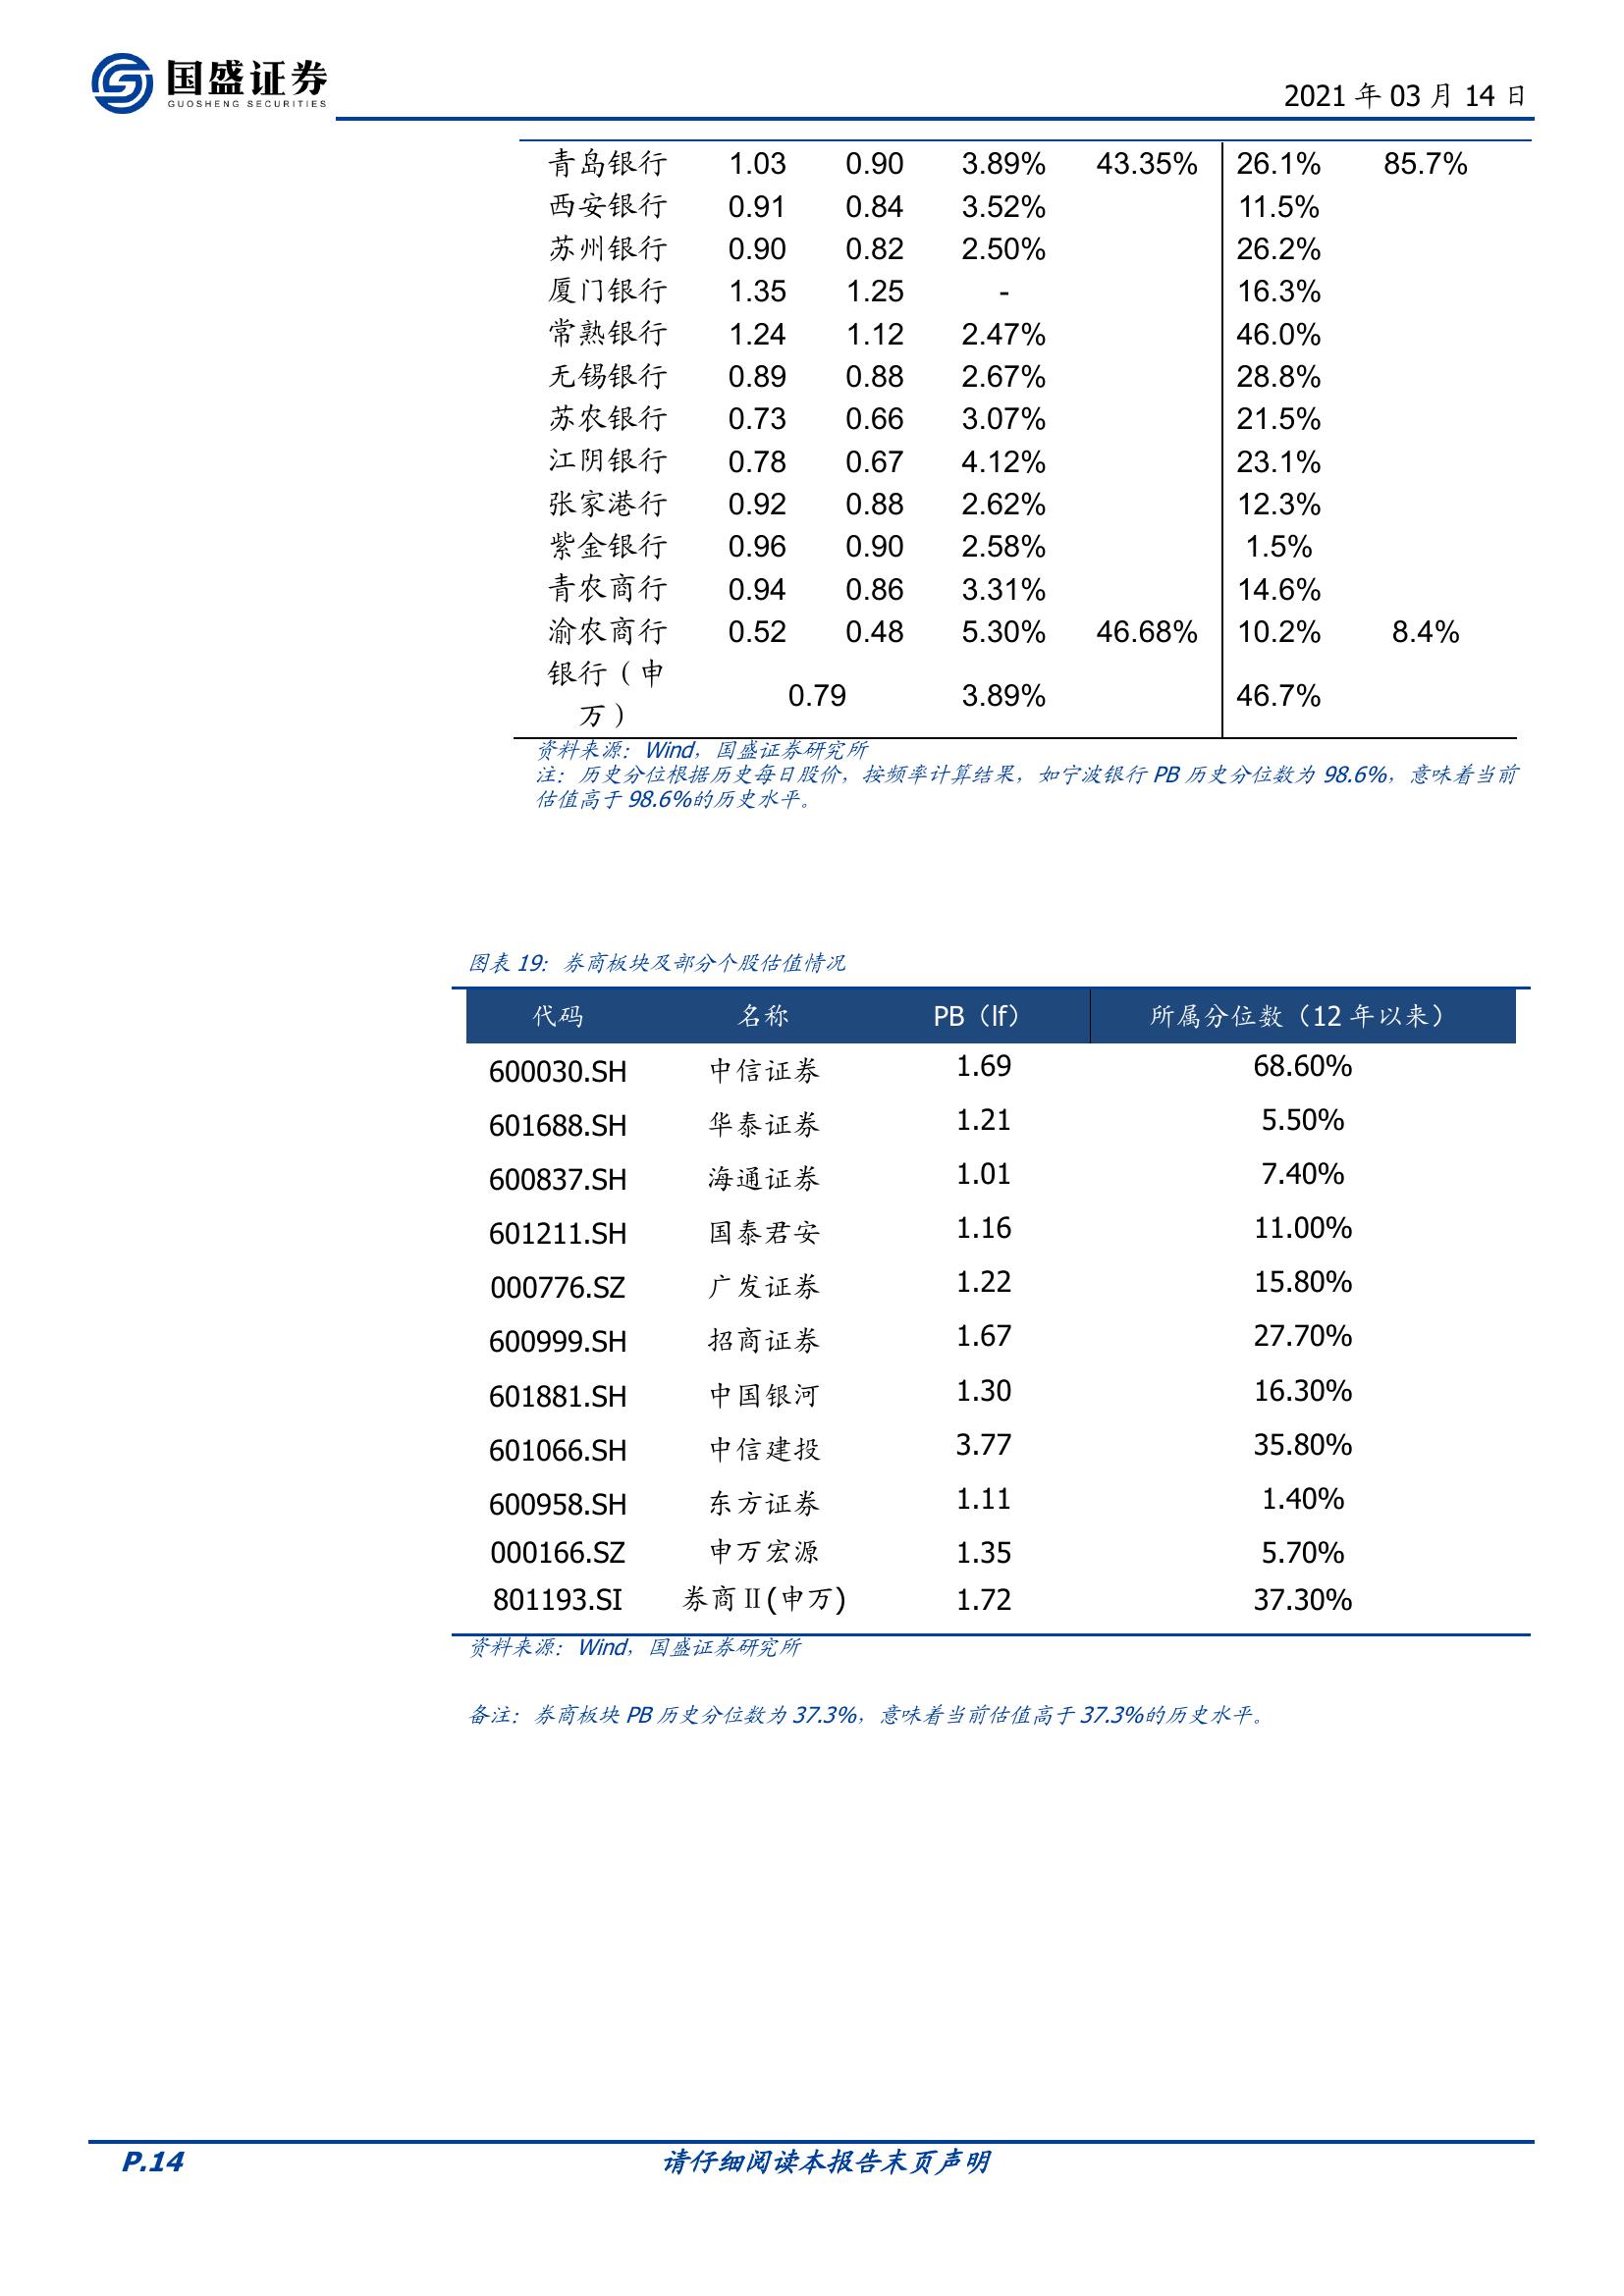 国盛证券
GUOSHENG SECURITIES
2021 年 03 月 14 日
青岛银行 1.03 0.90 3.89% 43.35% 26.1% 85.7%
西安银行 0.91 0.84 3.52% 11.5%
苏州银行 0.90 0.82 2.50% 26.2%
厦门银行 1.35 1.25 - 16.3%
常熟银行 1.24 1.12 2.47% 46.0%
无锡银行 0.89 0.88 2.67% 28.8%
苏农银行 0.73 0.66 3.07% 21.5%
江阴银行 0.78 0.67 4.12% 23.1%
张家港行 0.92 0.88 2.62% 12.3%
紫金银行 0.96 0.90 2.58% 1.5%
青农商行 0.94 0.86 3.31% 14.6%
渝农商行 0.52 0.48 5.30% 46.68% 10.2% 8.4%
银行（申
万） 0.79 3.89% 46.7%
资料来源：Wind，国盛证券研究所
注：历史分位根据历史每日股价，按频率计算结果，如宁波银行 PB 历史分位数为 98.6%，意味着当前
估值高于 98.6%的历史水平。
图表 19：券商板块及部分个股估值情况
代码 名称 PB（lf） 所属分位数（12 年以来）
600030.SH 中信证券 1.69 68.60%
601688.SH 华泰证券 1.21 5.50%
600837.SH 海通证券 1.01 7.40%
601211.SH 国泰君安 1.16 11.00%
000776.SZ 广发证券 1.22 15.80%
600999.SH 招商证券 1.67 27.70%
601881.SH 中国银河 1.30 16.30%
601066.SH 中信建投 3.77 35.80%
600958.SH 东方证券 1.11 1.40%
000166.SZ 申万宏源 1.35 5.70%
801193.SI 券商Ⅱ(申万) 1.72 37.30%
资料来源：Wind，国盛证券研究所
备注：券商板块 PB 历史分位数为 37.3%，意味着当前估值高于 37.3%的历史水平。
P.14 请仔细阅读本报告末页声明